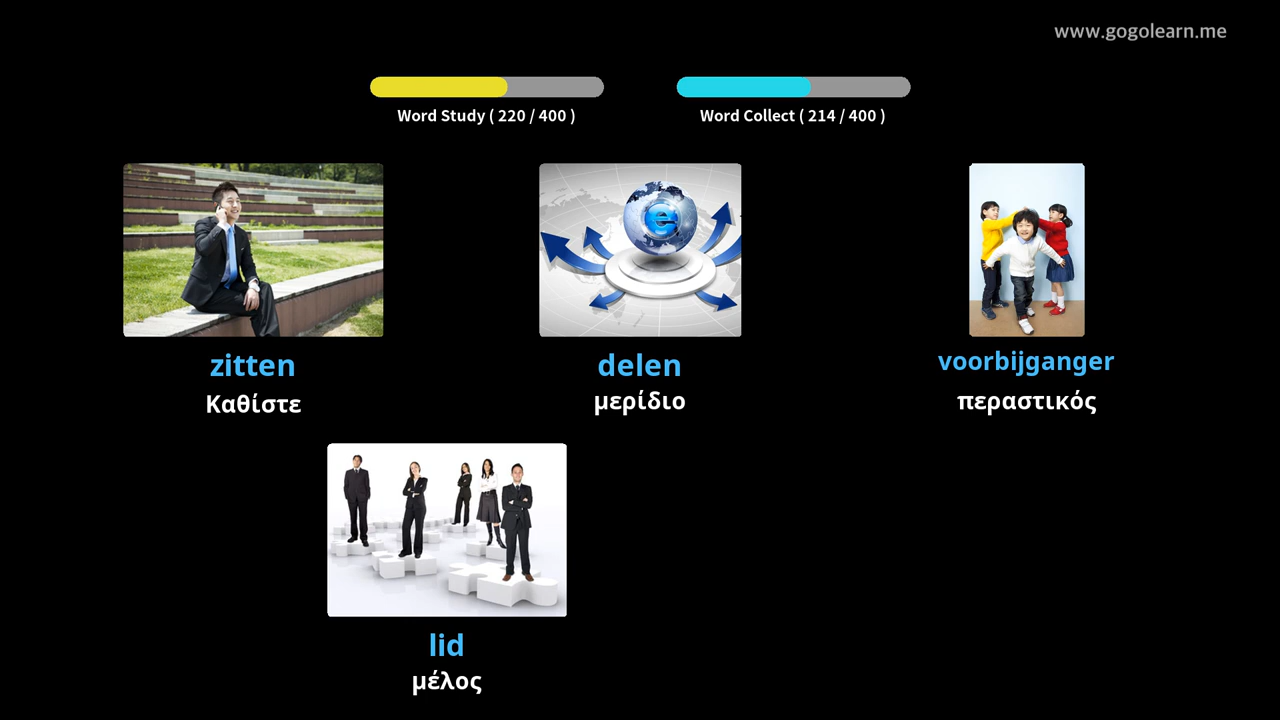 www.gogolearn.me
Word Study ( 220 / 400 )
Word Collect ( 214 / 400 )
e
zitten
Καθίστε
delen
μερίδιο
voorbijganger
περαστικός
lid
μέλος